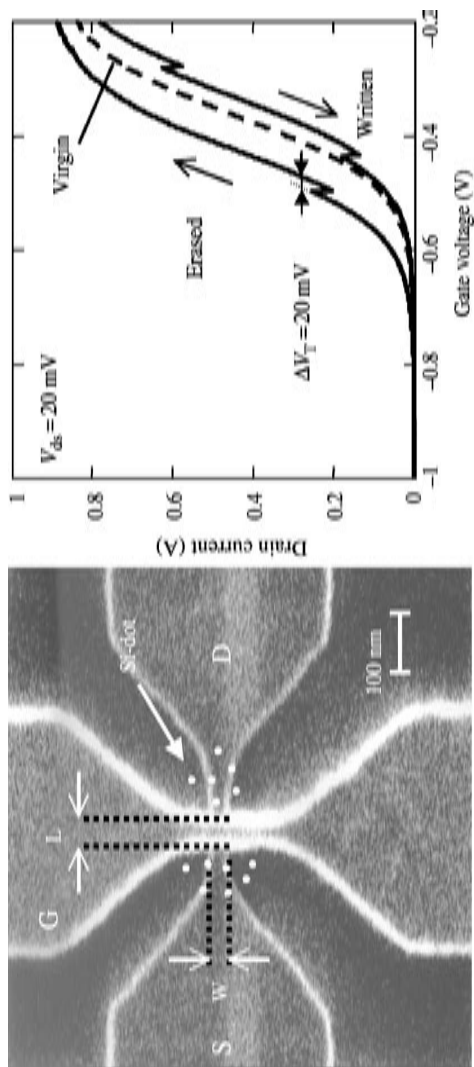 G
L
Si-dot
S
W
D
100 nm
Drain current (A)
1
0.8
0.6
0.4
0.2
0
V_ds = 20 mV
Virgin
Erased
Written
ΔV_T = 20 mV
−1
−0.8
−0.6
−0.4
−0.2
Gate voltage (V)